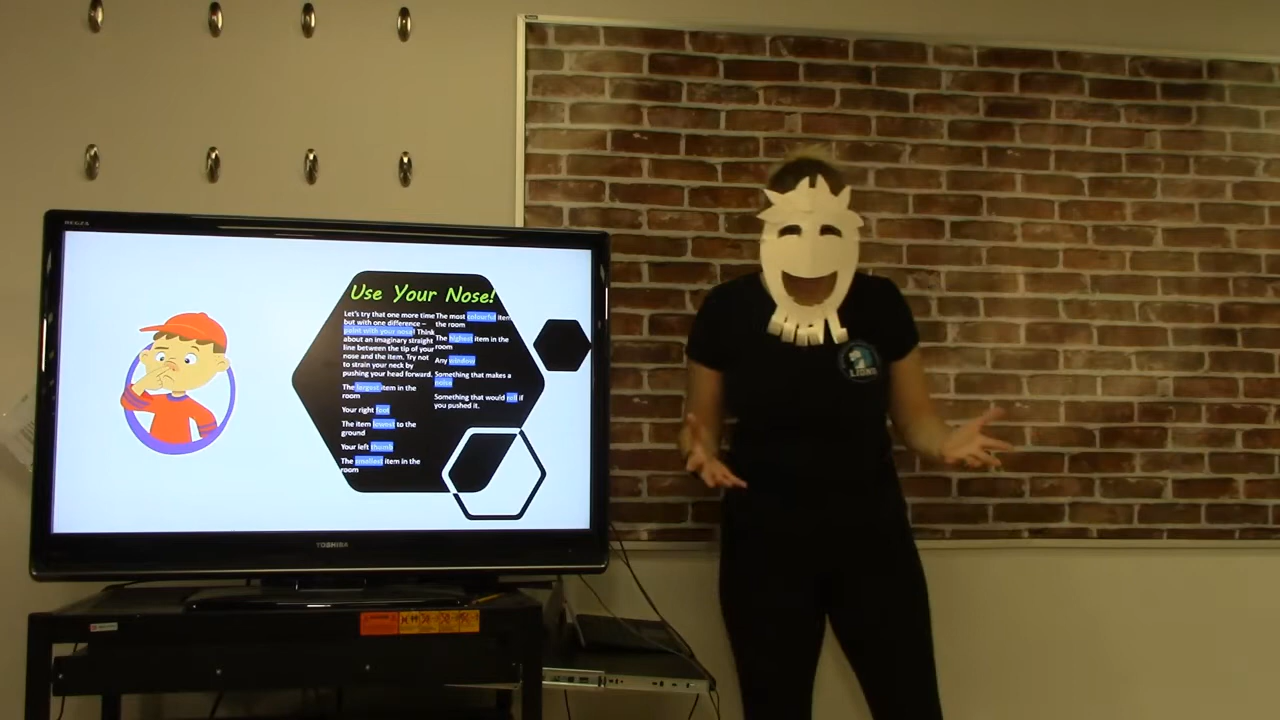 REGZA
Use Your Nose!
Let's try that one more time
but with one difference –
point with your nose! Think
about an imaginary straight
line between the tip of your
nose and the item. Try not
to strain your neck by
pushing your head forward.
The largest item in the
room
Your right foot
The item lowest to the
ground
Your left thumb
The smallest item in the
room
The most colourful item
the room
The highest item in the
room
Any window
Something that makes a
noise
Something that would roll if
you pushed it.
TOSHIBA